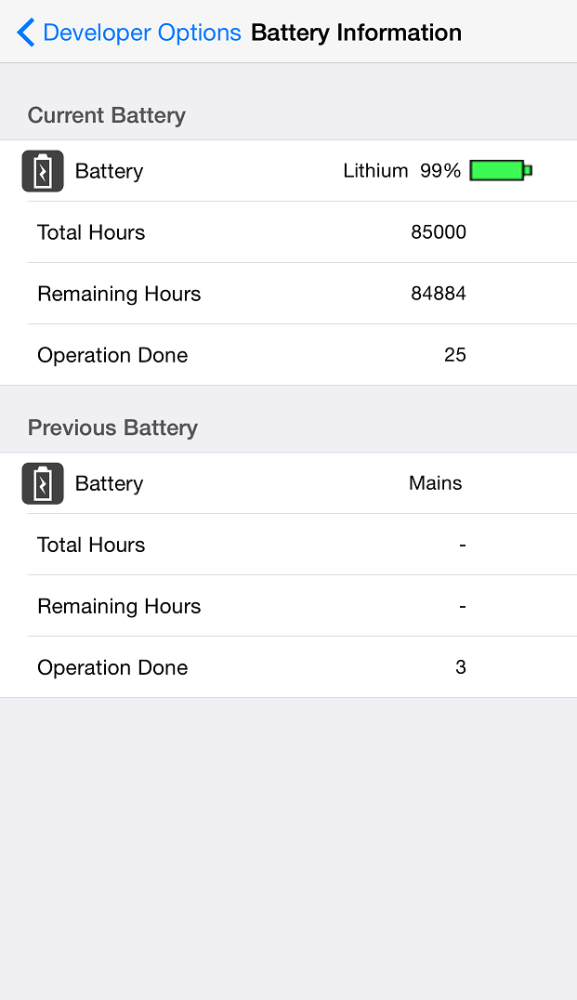 Developer Options Battery Information
Current Battery
Battery Lithium 99%
Total Hours 85000
Remaining Hours 84884
Operation Done 25
Previous Battery
Battery Mains
Total Hours -
Remaining Hours -
Operation Done 3